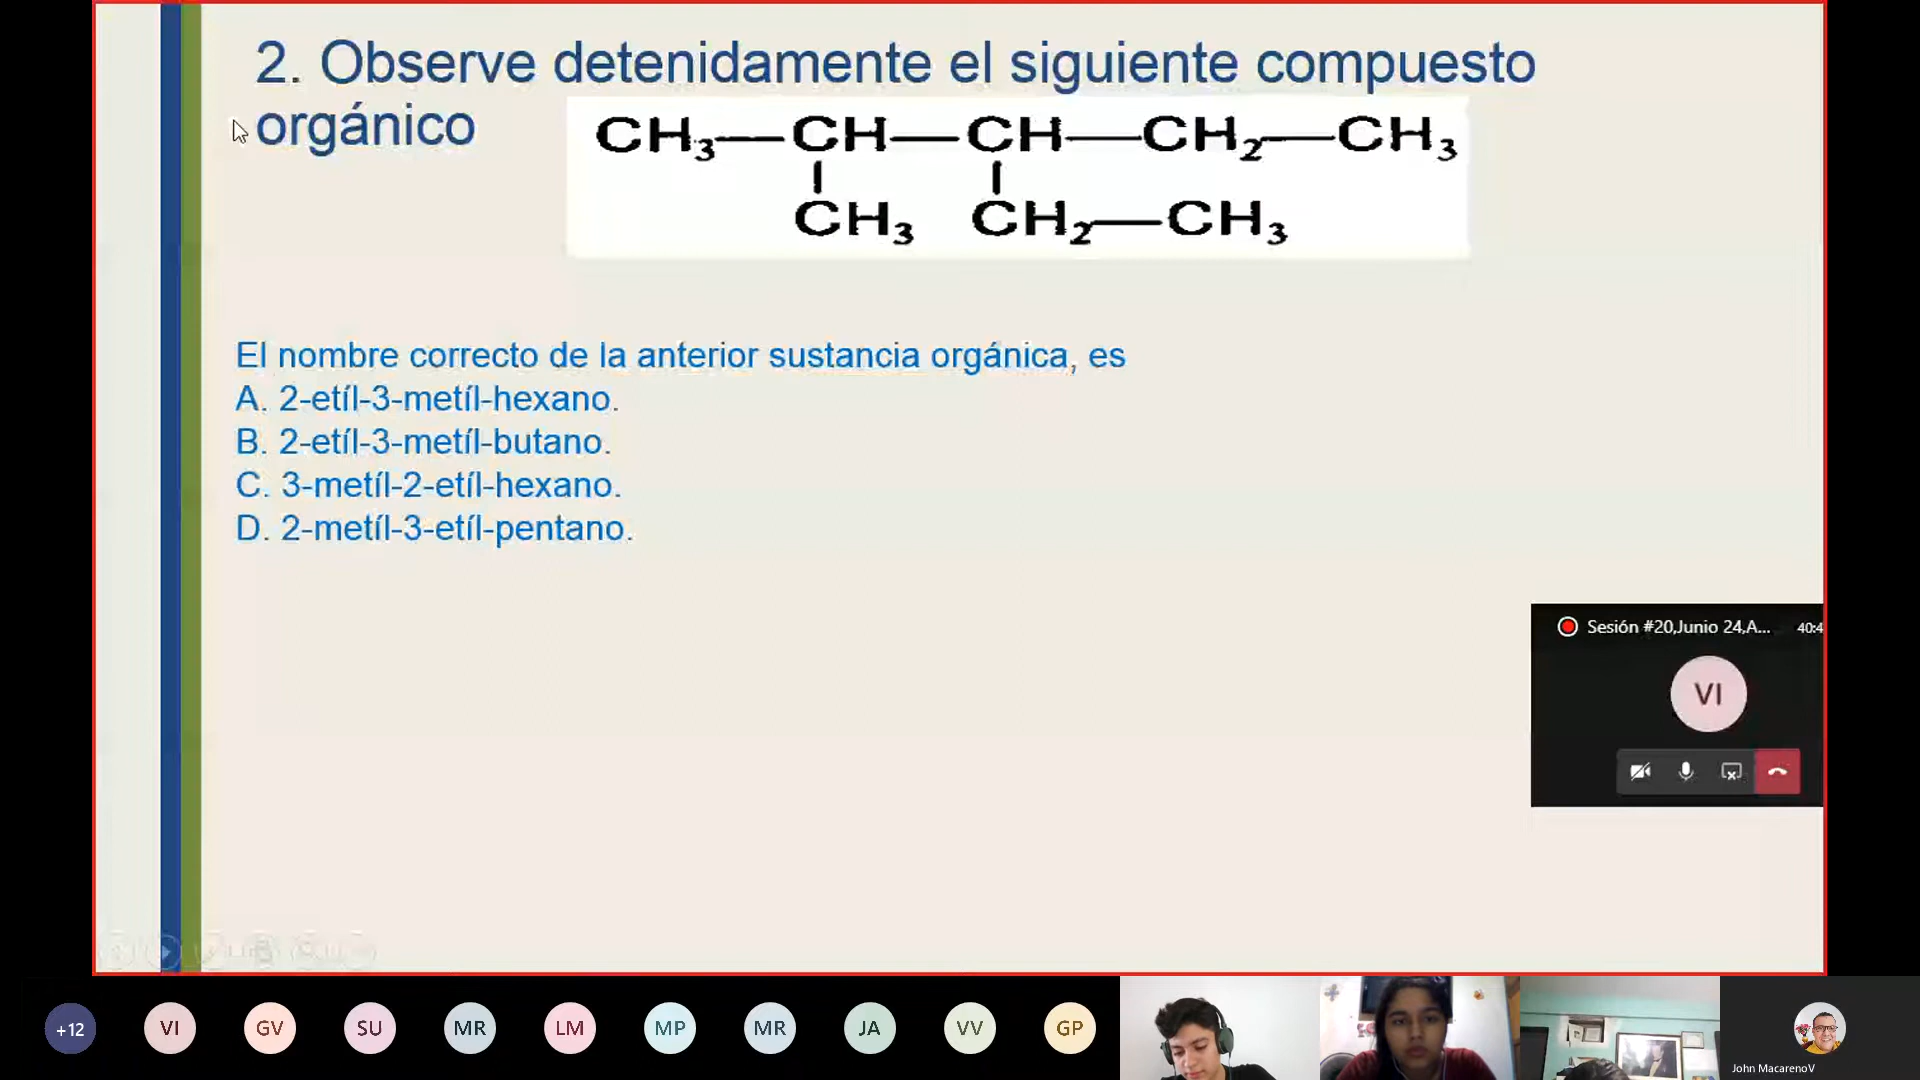 2. Observe detenidamente el siguiente compuesto
orgánico
CH₃—CH—CH—CH₂—CH₃
CH₃ CH₂—CH₃
El nombre correcto de la anterior sustancia orgánica, es
A. 2-etíl-3-metíl-hexano.
B. 2-etíl-3-metíl-butano.
C. 3-metíl-2-etíl-hexano.
D. 2-metíl-3-etíl-pentano.
Sesión #20,Junio 24,A... 40:4
VI
+12 VI GV SU MR LM MP MR JA VV GP
John MacarenoV